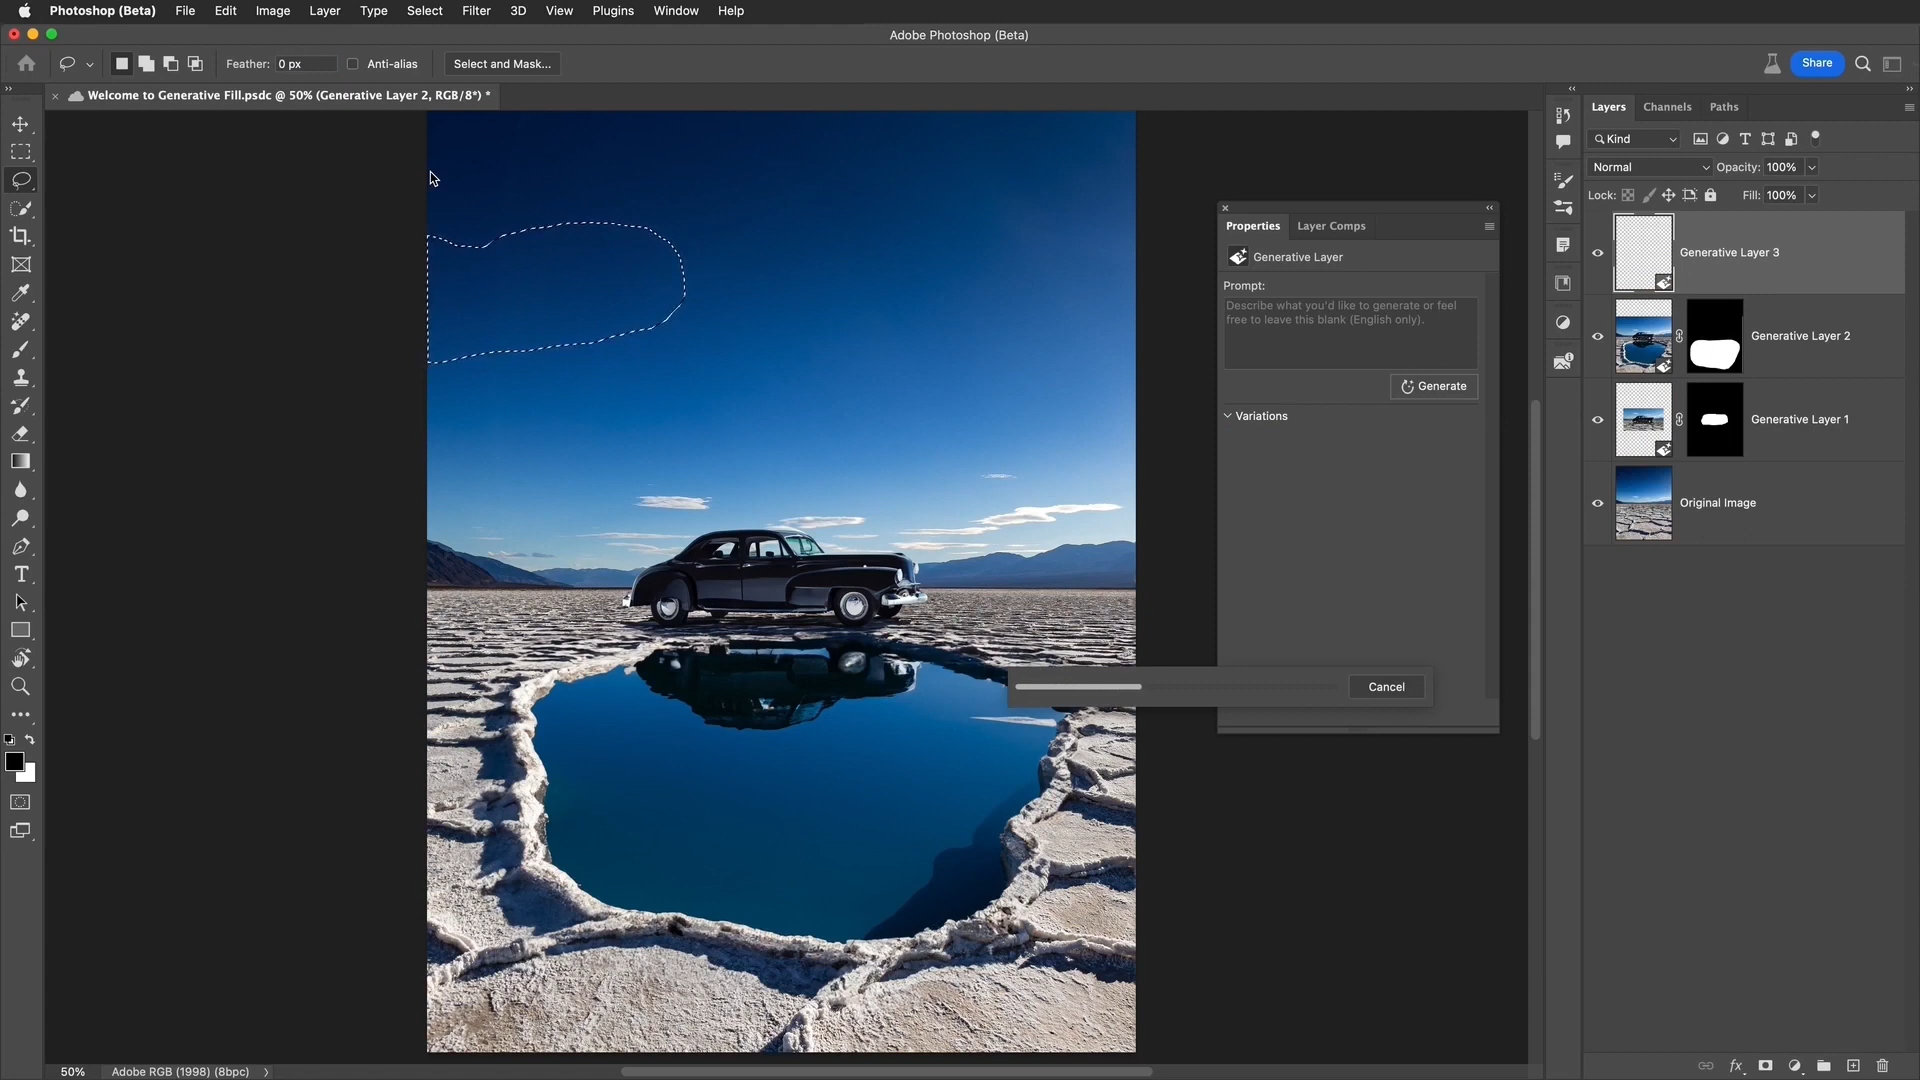 Photoshop (Beta) File Edit Image Layer Type Select Filter 3D View Plugins Window Help
Adobe Photoshop (Beta)
Feather: 0 px Anti-alias Select and Mask... Share
Welcome to Generative Fill.psdc @ 50% (Generative Layer 2, RGB/8*) *
Layers Channels Paths
Kind
Normal Opacity: 100%
Lock: Fill: 100%
Properties Layer Comps
Generative Layer
Prompt:
Describe what you'd like to generate or feel
free to leave this blank (English only).
Generate
Variations
Cancel
Generative Layer 3
Generative Layer 2
Generative Layer 1
Original Image
50% Adobe RGB (1998) (8bpc)